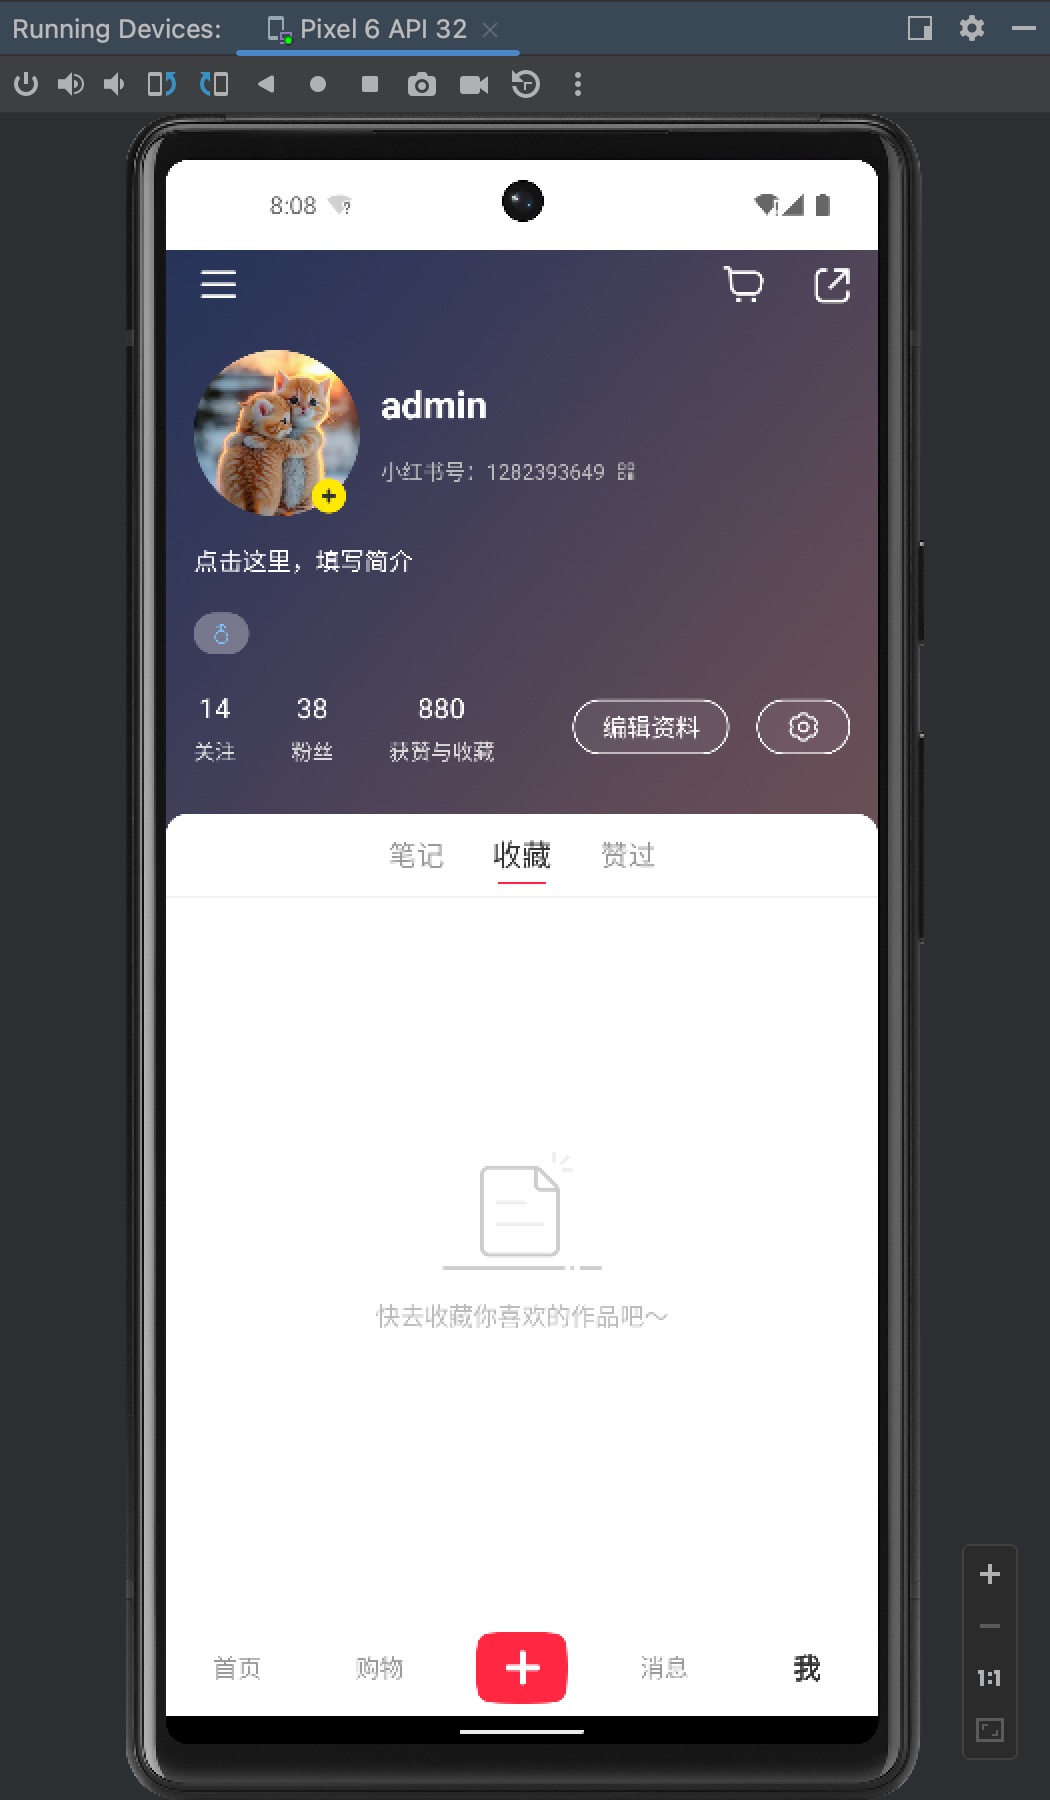 Running Devices: Pixel 6 API 32
8:08
admin
小红书号：1282393649
点击这里，填写简介
14 38 880
关注 粉丝 获赞与收藏
编辑资料
笔记 收藏 赞过
快去收藏你喜欢的作品吧～
首页 购物 消息 我
1:1